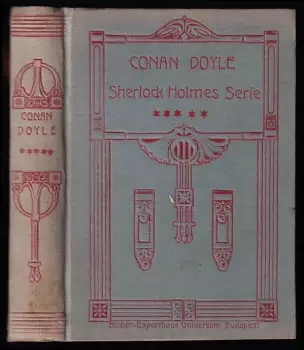 CONAN
DOYLE
*****
CONAN DOYLE
Sherlock Holmes Serie
*****
Bücher-Exporthaus Universum Budapest